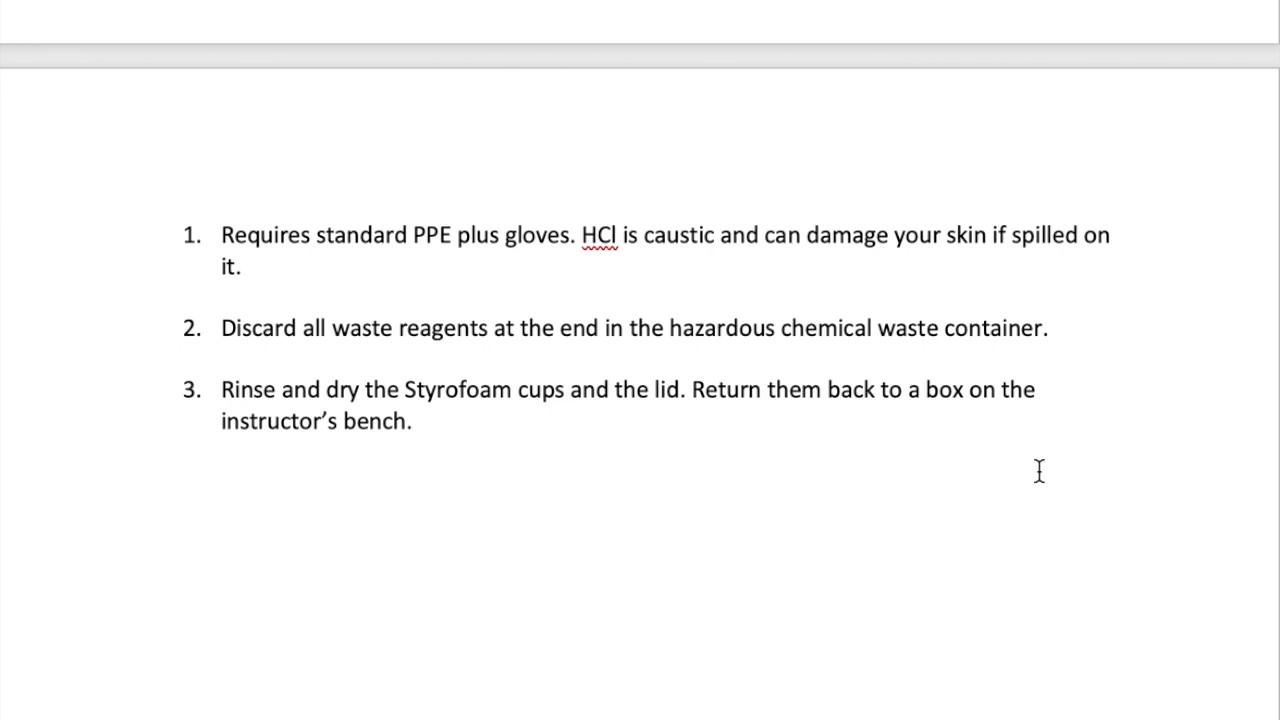 1. Requires standard PPE plus gloves. HCl is caustic and can damage your skin if spilled on
it.
2. Discard all waste reagents at the end in the hazardous chemical waste container.
3. Rinse and dry the Styrofoam cups and the lid. Return them back to a box on the
instructor’s bench.